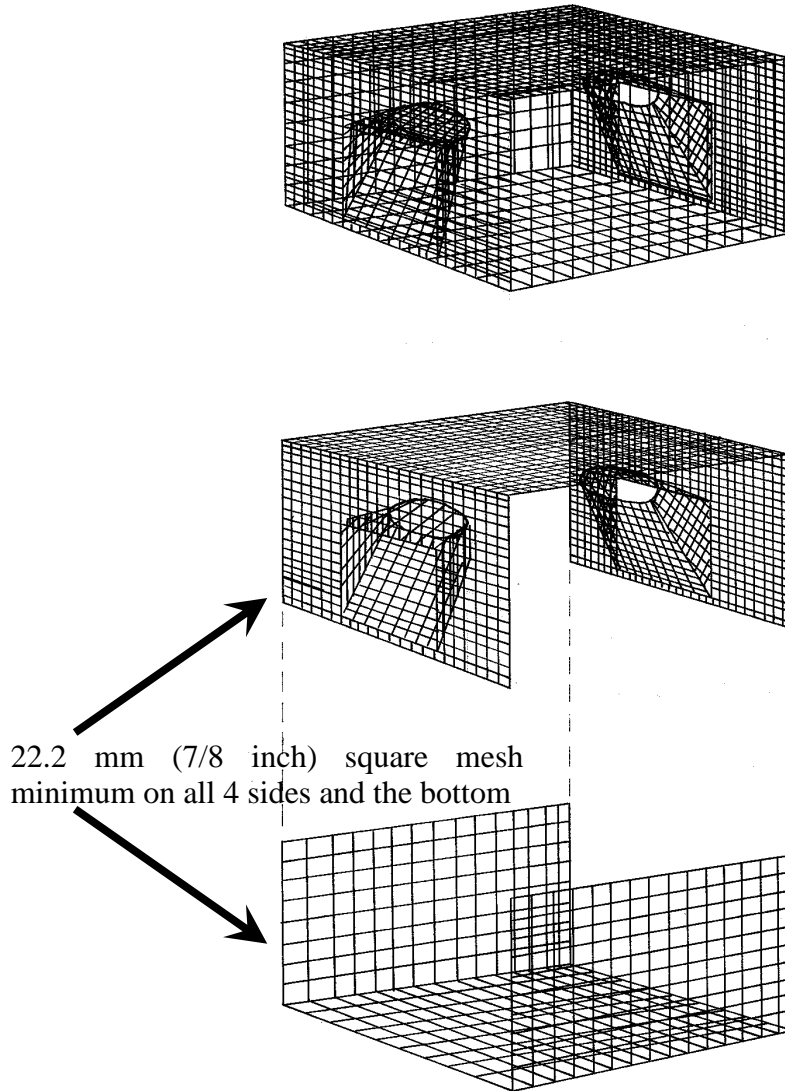 22.2 mm (7/8 inch) square mesh
minimum on all 4 sides and the bottom